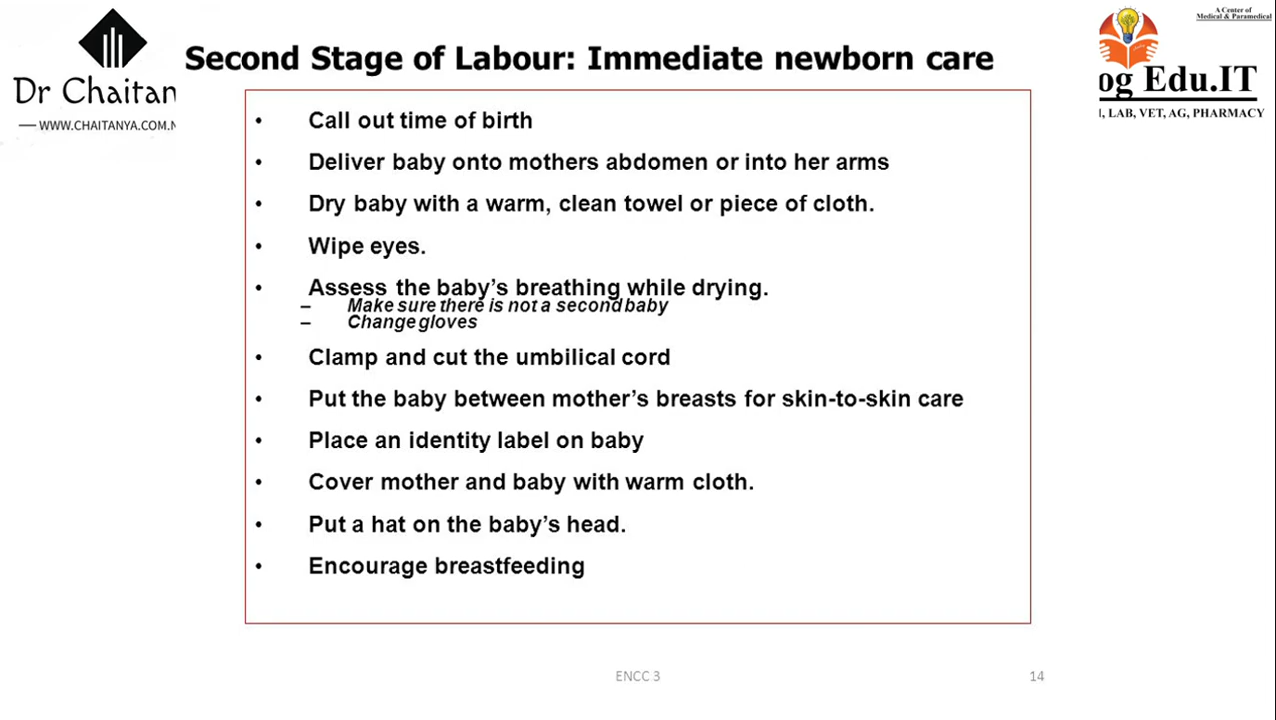 Dr Chaitan
WWW.CHAITANYA.COM.N
Second Stage of Labour: Immediate newborn care
A Center of
Medical & Paramedical
og Edu.IT
I, LAB, VET, AG, PHARMACY
• Call out time of birth
• Deliver baby onto mothers abdomen or into her arms
• Dry baby with a warm, clean towel or piece of cloth.
• Wipe eyes.
• Assess the baby's breathing while drying.
– Make sure there is not a second baby
– Change gloves
• Clamp and cut the umbilical cord
• Put the baby between mother's breasts for skin-to-skin care
• Place an identity label on baby
• Cover mother and baby with warm cloth.
• Put a hat on the baby's head.
• Encourage breastfeeding
ENCC 3
14